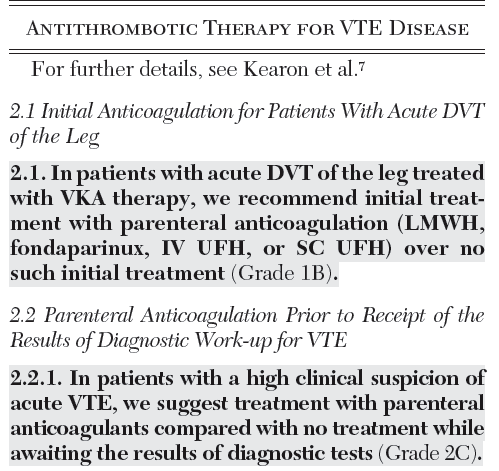 ANTITHROMBOTIC THERAPY FOR VTE DISEASE
For further details, see Kearon et al.⁷
2.1 Initial Anticoagulation for Patients With Acute DVT
of the Leg
2.1. In patients with acute DVT of the leg treated
with VKA therapy, we recommend initial treat-
ment with parenteral anticoagulation (LMWH,
fondaparinux, IV UFH, or SC UFH) over no
such initial treatment (Grade 1B).
2.2 Parenteral Anticoagulation Prior to Receipt of the
Results of Diagnostic Work-up for VTE
2.2.1. In patients with a high clinical suspicion of
acute VTE, we suggest treatment with parenteral
anticoagulants compared with no treatment while
awaiting the results of diagnostic tests (Grade 2C).